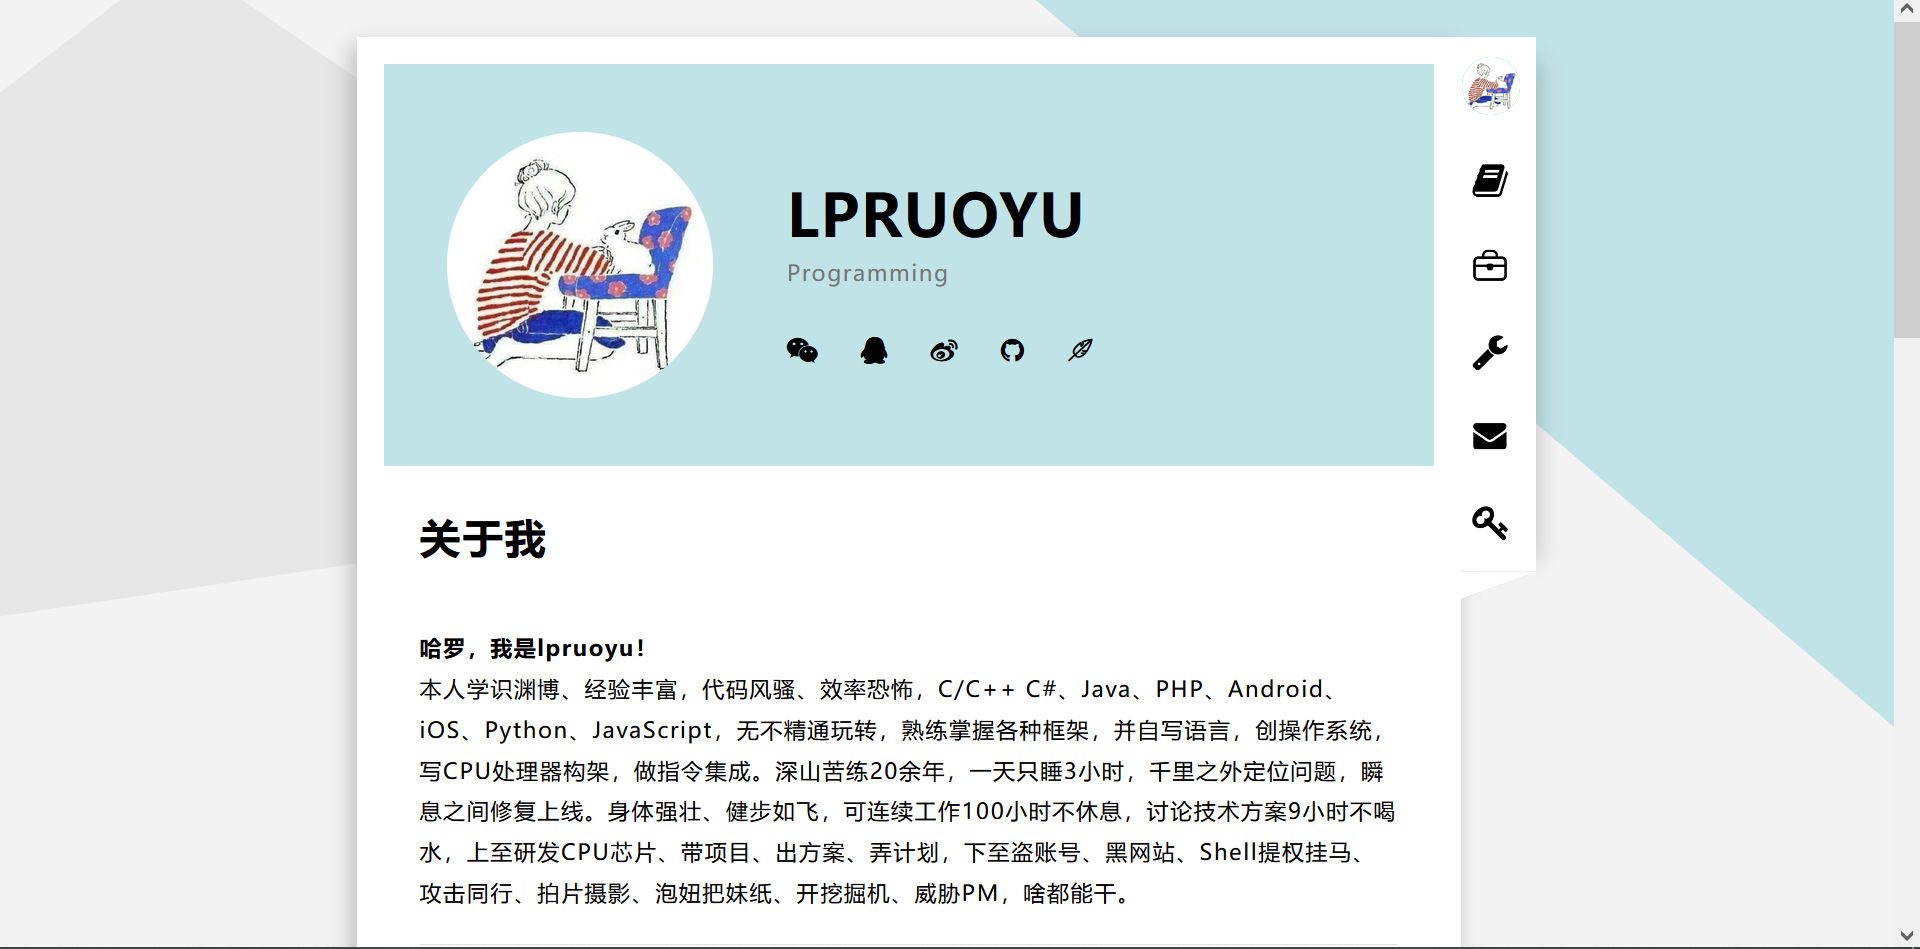 LPRUOYU
Programming
关于我
哈罗，我是lpruoyu！
本人学识渊博、经验丰富，代码风骚、效率恐怖，C/C++ C#、Java、PHP、Android、
iOS、Python、JavaScript，无不精通玩转，熟练掌握各种框架，并自写语言，创操作系统，
写CPU处理器构架，做指令集成。深山苦练20余年，一天只睡3小时，千里之外定位问题，瞬
息之间修复上线。身体强壮、健步如飞，可连续工作100小时不休息，讨论技术方案9小时不喝
水，上至研发CPU芯片、带项目、出方案、弄计划，下至盗账号、黑网站、Shell提权挂马、
攻击同行、拍片摄影、泡妞把妹纸、开挖掘机、威胁PM，啥都能干。